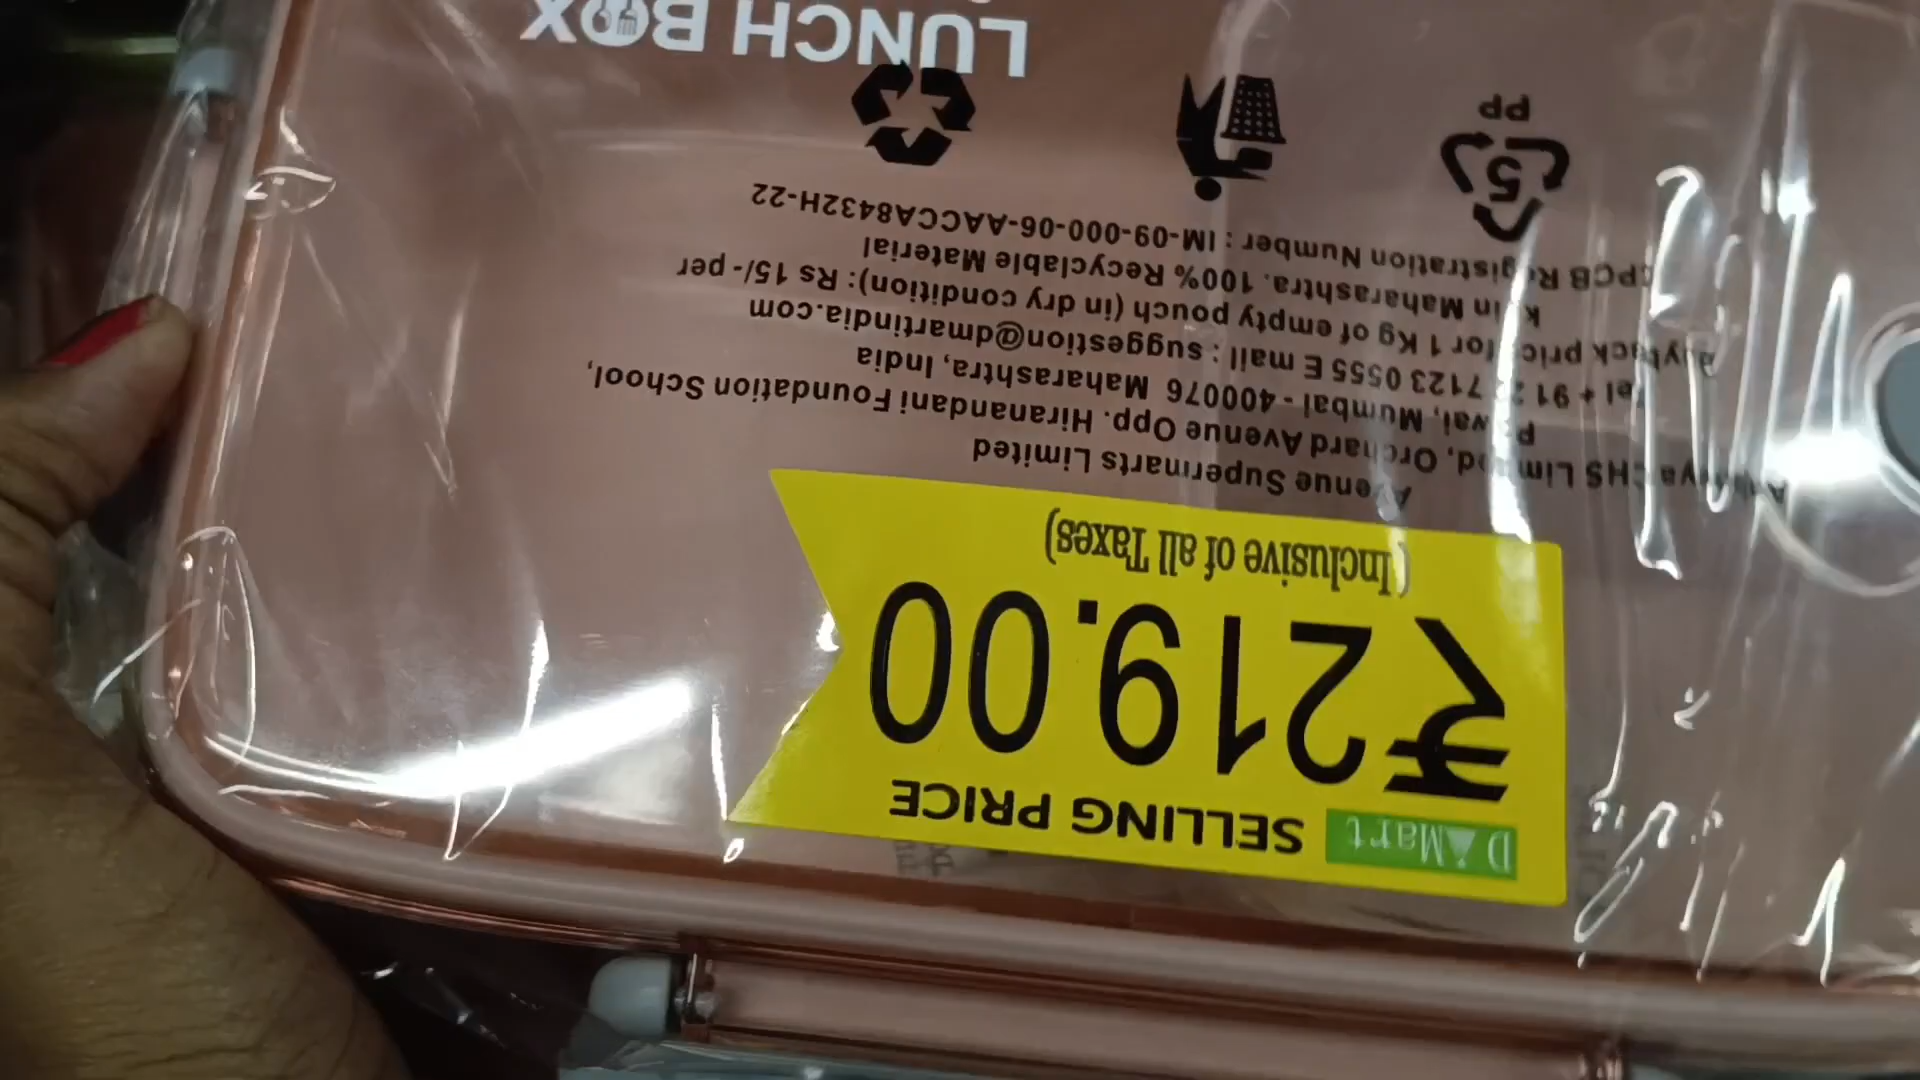 DMart SELLING PRICE
₹219.00
(Inclusive of all Taxes)
Avenue Supermarts Limited
CHS Limited, Orchard Avenue Opp. Hiranandani Foundation School,
Powai, Mumbai - 400076 Maharashtra, India
Tel + 91 22 7123 0555 E mail : suggestion@dmartindia.com
Buyback price for 1 Kg of empty pouch (in dry condition): Rs 15/- per
in Maharashtra. 100% Recyclable Material
CPCB Registration Number : IM-09-000-06-AACCA8432H-22
5
PP
LUNCH BOX